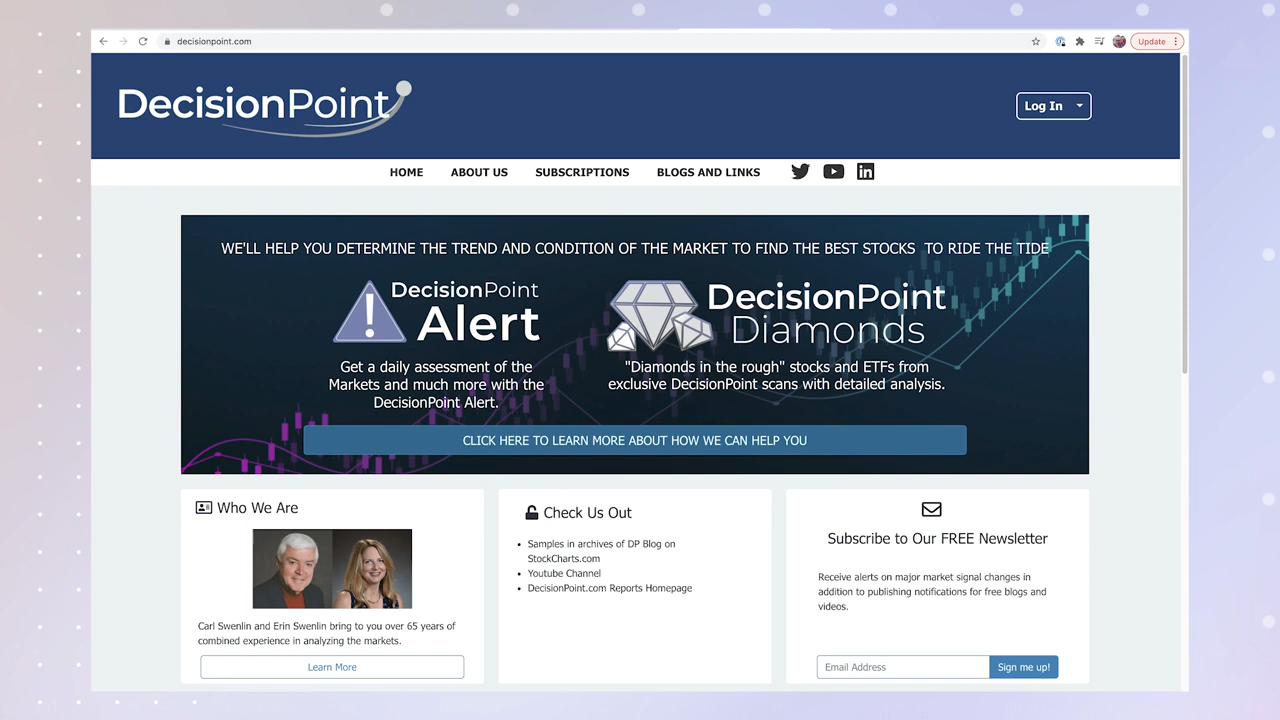 decisionpoint.com
Update
DecisionPoint
Log In
HOME ABOUT US SUBSCRIPTIONS BLOGS AND LINKS
WE'LL HELP YOU DETERMINE THE TREND AND CONDITION OF THE MARKET TO FIND THE BEST STOCKS TO RIDE THE TIDE
DecisionPoint
Alert
Get a daily assessment of the
Markets and much more with the
DecisionPoint Alert.
DecisionPoint
Diamonds
"Diamonds in the rough" stocks and ETFs from
exclusive DecisionPoint scans with detailed analysis.
CLICK HERE TO LEARN MORE ABOUT HOW WE CAN HELP YOU
Who We Are
Carl Swenlin and Erin Swenlin bring to you over 65 years of
combined experience in analyzing the markets.
Learn More
Check Us Out
• Samples in archives of DP Blog on
StockCharts.com
• Youtube Channel
• DecisionPoint.com Reports Homepage
Subscribe to Our FREE Newsletter
Receive alerts on major market signal changes in
addition to publishing notifications for free blogs and
videos.
Email Address
Sign me up!